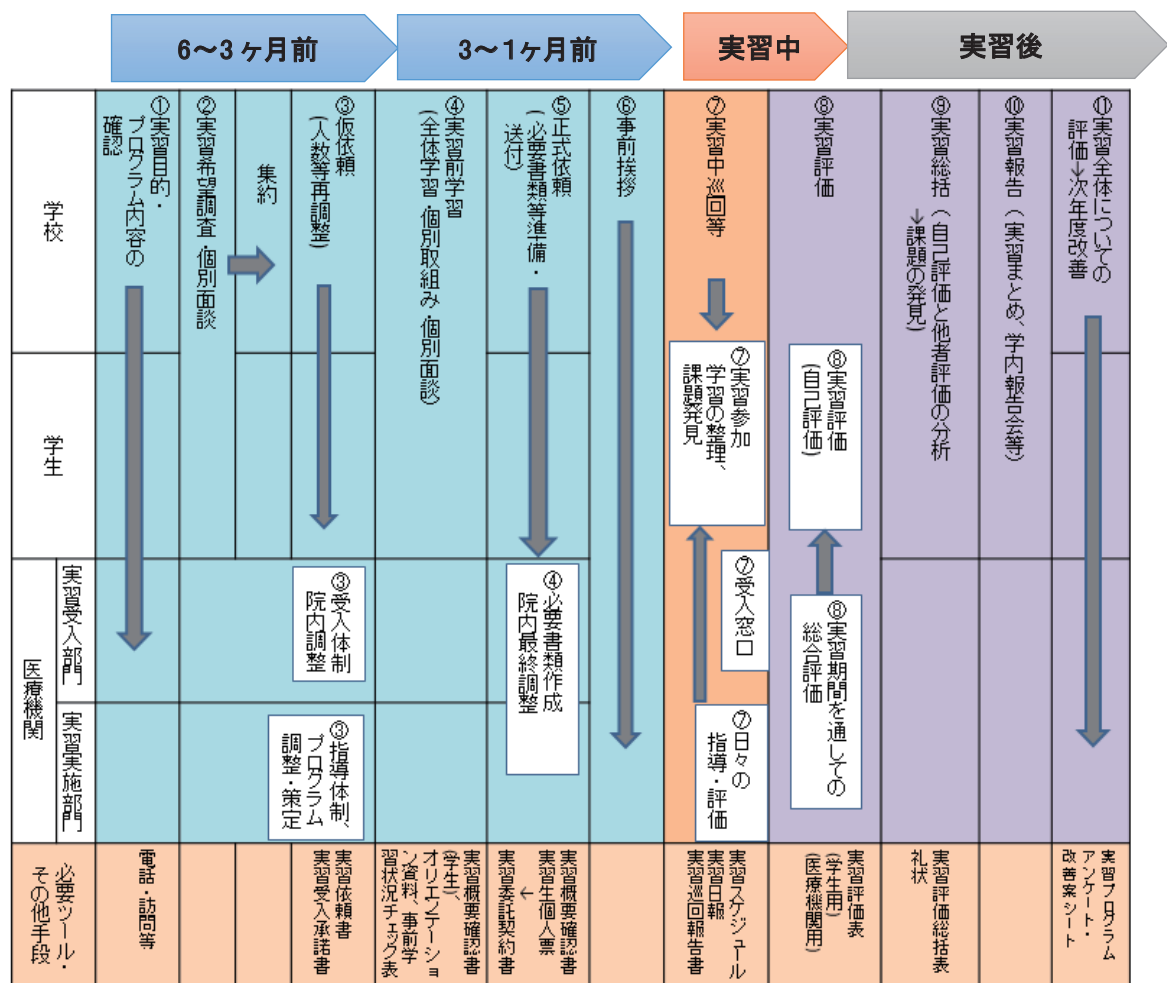 6～3ヶ月前
3～1ヶ月前
実習中
実習後
学校
学生
医療機関
実習受入部門
実習実施部門
必要ツール・
その他手段
①実習目的・
プログラム内容の
確認
②実習希望調査・個別面談
集約
③仮依頼
(人数等再調整)
④実習前学習
(全体学習・個別取組み・個別面談)
⑤正式依頼
(必要書類等準備・
送付)
⑥事前挨拶
⑦実習中巡回等
⑧実習評価
⑨実習総括(自己評価と他者評価の分析
→課題の発見)
⑩実習報告(実習まとめ、学内報告会等)
⑪実習全体についての
評価→次年度改善
⑦実習参加
学習の整理、
課題発見
⑧実習評価
(自己評価)
③受入体制
院内調整
④必要書類作成
院内最終調整
⑦受入窓口
⑧実習期間を通しての
総合評価
③指導体制、
プログラム
調整・策定
⑦日々の
指導・評価
電話・訪問等
実習依頼書
実習受入承諾書
実習概要確認書
(学生)、
オリエンテーショ
ン資料、事前学
習状況チェック表
実習概要確認書
実習生個人票
←
実習委託契約書
実習スケジュール
実習日報
実習巡回報告書
実習評価表
(学生用)
(医療機関用)
実習評価総括表
礼状
実習プログラム
アンケート・
改善案シート